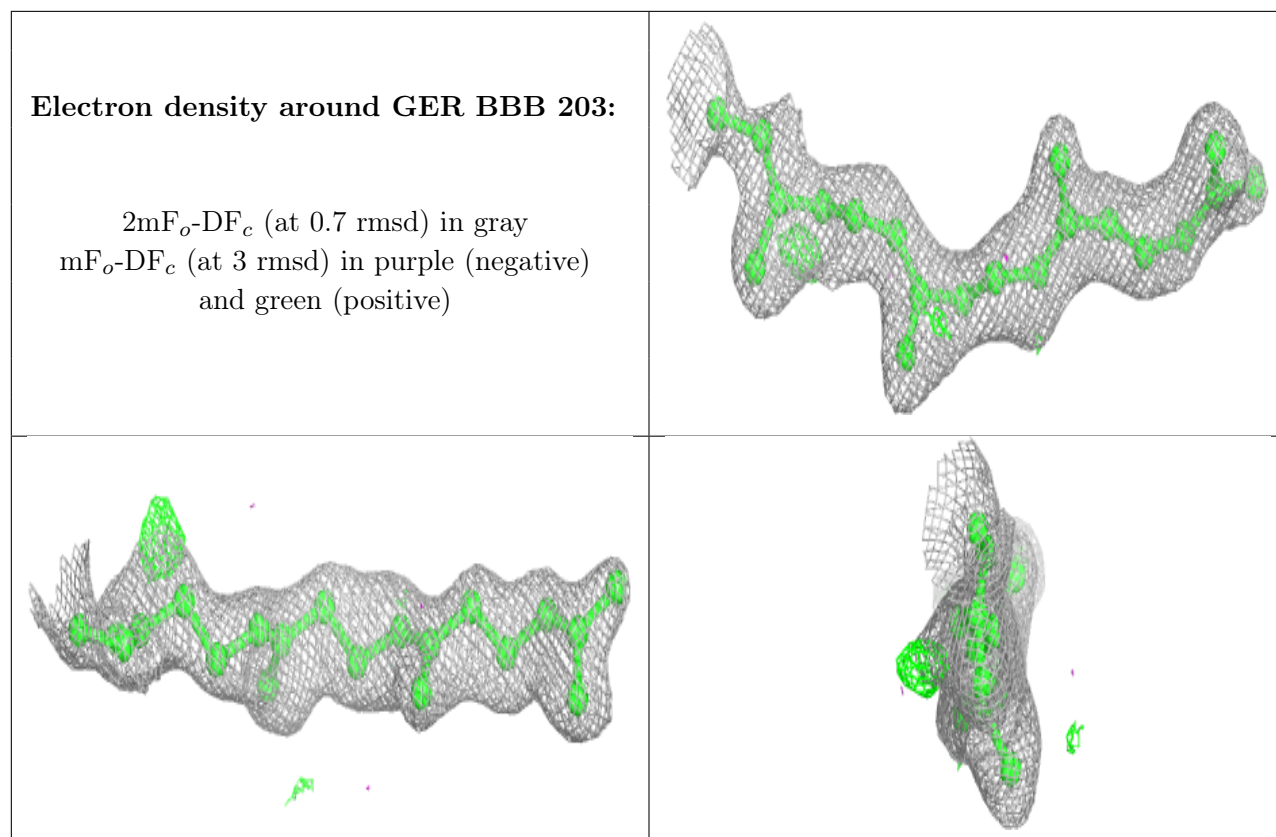 Electron density around GER BBB 203:
2mFo-DFc (at 0.7 rmsd) in gray
mFo-DFc (at 3 rmsd) in purple (negative)
and green (positive)